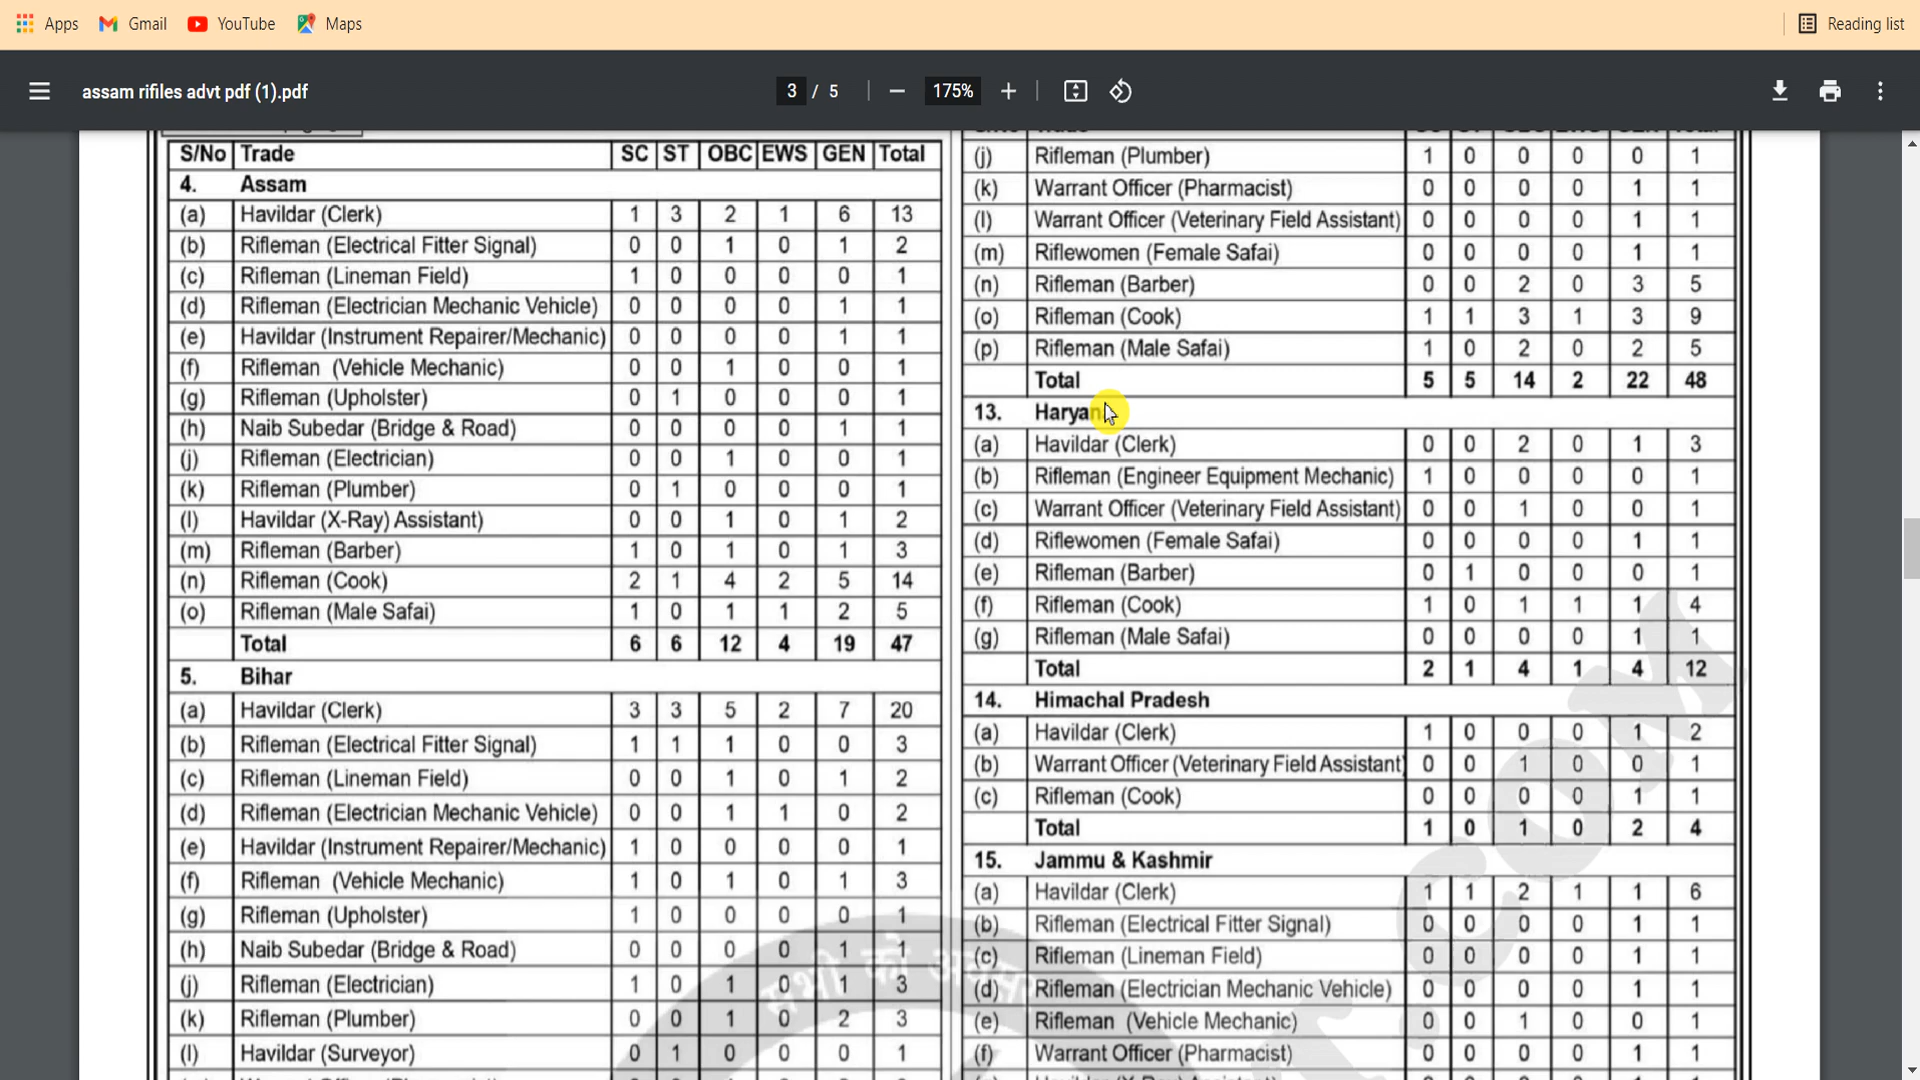 Apps Gmail YouTube Maps Reading list
assam rifiles advt pdf (1).pdf 3 / 5 175%
S/No Trade SC ST OBC EWS GEN Total
4. Assam
(a) Havildar (Clerk) 1 3 2 1 6 13
(b) Rifleman (Electrical Fitter Signal) 0 0 1 0 1 2
(c) Rifleman (Lineman Field) 1 0 0 0 0 1
(d) Rifleman (Electrician Mechanic Vehicle) 0 0 0 0 1 1
(e) Havildar (Instrument Repairer/Mechanic) 0 0 0 0 1 1
(f) Rifleman (Vehicle Mechanic) 0 0 1 0 0 1
(g) Rifleman (Upholster) 0 1 0 0 0 1
(h) Naib Subedar (Bridge & Road) 0 0 0 0 1 1
(j) Rifleman (Electrician) 0 0 1 0 0 1
(k) Rifleman (Plumber) 0 1 0 0 0 1
(l) Havildar (X-Ray) Assistant) 0 0 1 0 1 2
(m) Rifleman (Barber) 1 0 1 0 1 3
(n) Rifleman (Cook) 2 1 4 2 5 14
(o) Rifleman (Male Safai) 1 0 1 1 2 5
Total 6 6 12 4 19 47
5. Bihar
(a) Havildar (Clerk) 3 3 5 2 7 20
(b) Rifleman (Electrical Fitter Signal) 1 1 1 0 0 3
(c) Rifleman (Lineman Field) 0 0 1 0 1 2
(d) Rifleman (Electrician Mechanic Vehicle) 0 0 1 1 0 2
(e) Havildar (Instrument Repairer/Mechanic) 1 0 0 0 0 1
(f) Rifleman (Vehicle Mechanic) 1 0 1 0 1 3
(g) Rifleman (Upholster) 1 0 0 0 0 1
(h) Naib Subedar (Bridge & Road) 0 0 0 0 1 1
(j) Rifleman (Electrician) 1 0 1 0 1 3
(k) Rifleman (Plumber) 0 0 1 0 2 3
(l) Havildar (Surveyor) 0 1 0 0 0 1
(j) Rifleman (Plumber) 1 0 0 0 0 1
(k) Warrant Officer (Pharmacist) 0 0 0 0 1 1
(l) Warrant Officer (Veterinary Field Assistant) 0 0 0 0 1 1
(m) Riflewomen (Female Safai) 0 0 0 0 1 1
(n) Rifleman (Barber) 0 0 2 0 3 5
(o) Rifleman (Cook) 1 1 3 1 3 9
(p) Rifleman (Male Safai) 1 0 2 0 2 5
Total 5 5 14 2 22 48
13. Haryan
(a) Havildar (Clerk) 0 0 2 0 1 3
(b) Rifleman (Engineer Equipment Mechanic) 1 0 0 0 0 1
(c) Warrant Officer (Veterinary Field Assistant) 0 0 1 0 0 1
(d) Riflewomen (Female Safai) 0 0 0 0 1 1
(e) Rifleman (Barber) 0 1 0 0 0 1
(f) Rifleman (Cook) 1 0 1 1 1 4
(g) Rifleman (Male Safai) 0 0 0 0 1 1
Total 2 1 4 1 4 12
14. Himachal Pradesh
(a) Havildar (Clerk) 1 0 0 0 1 2
(b) Warrant Officer (Veterinary Field Assistant) 0 0 1 0 0 1
(c) Rifleman (Cook) 0 0 0 0 1 1
Total 1 0 1 0 2 4
15. Jammu & Kashmir
(a) Havildar (Clerk) 1 1 2 1 1 6
(b) Rifleman (Electrical Fitter Signal) 0 0 0 0 1 1
(c) Rifleman (Lineman Field) 0 0 0 0 1 1
(d) Rifleman (Electrician Mechanic Vehicle) 0 0 0 0 1 1
(e) Rifleman (Vehicle Mechanic) 0 0 1 0 0 1
(f) Warrant Officer (Pharmacist) 0 0 0 0 1 1
सभी को
.COM